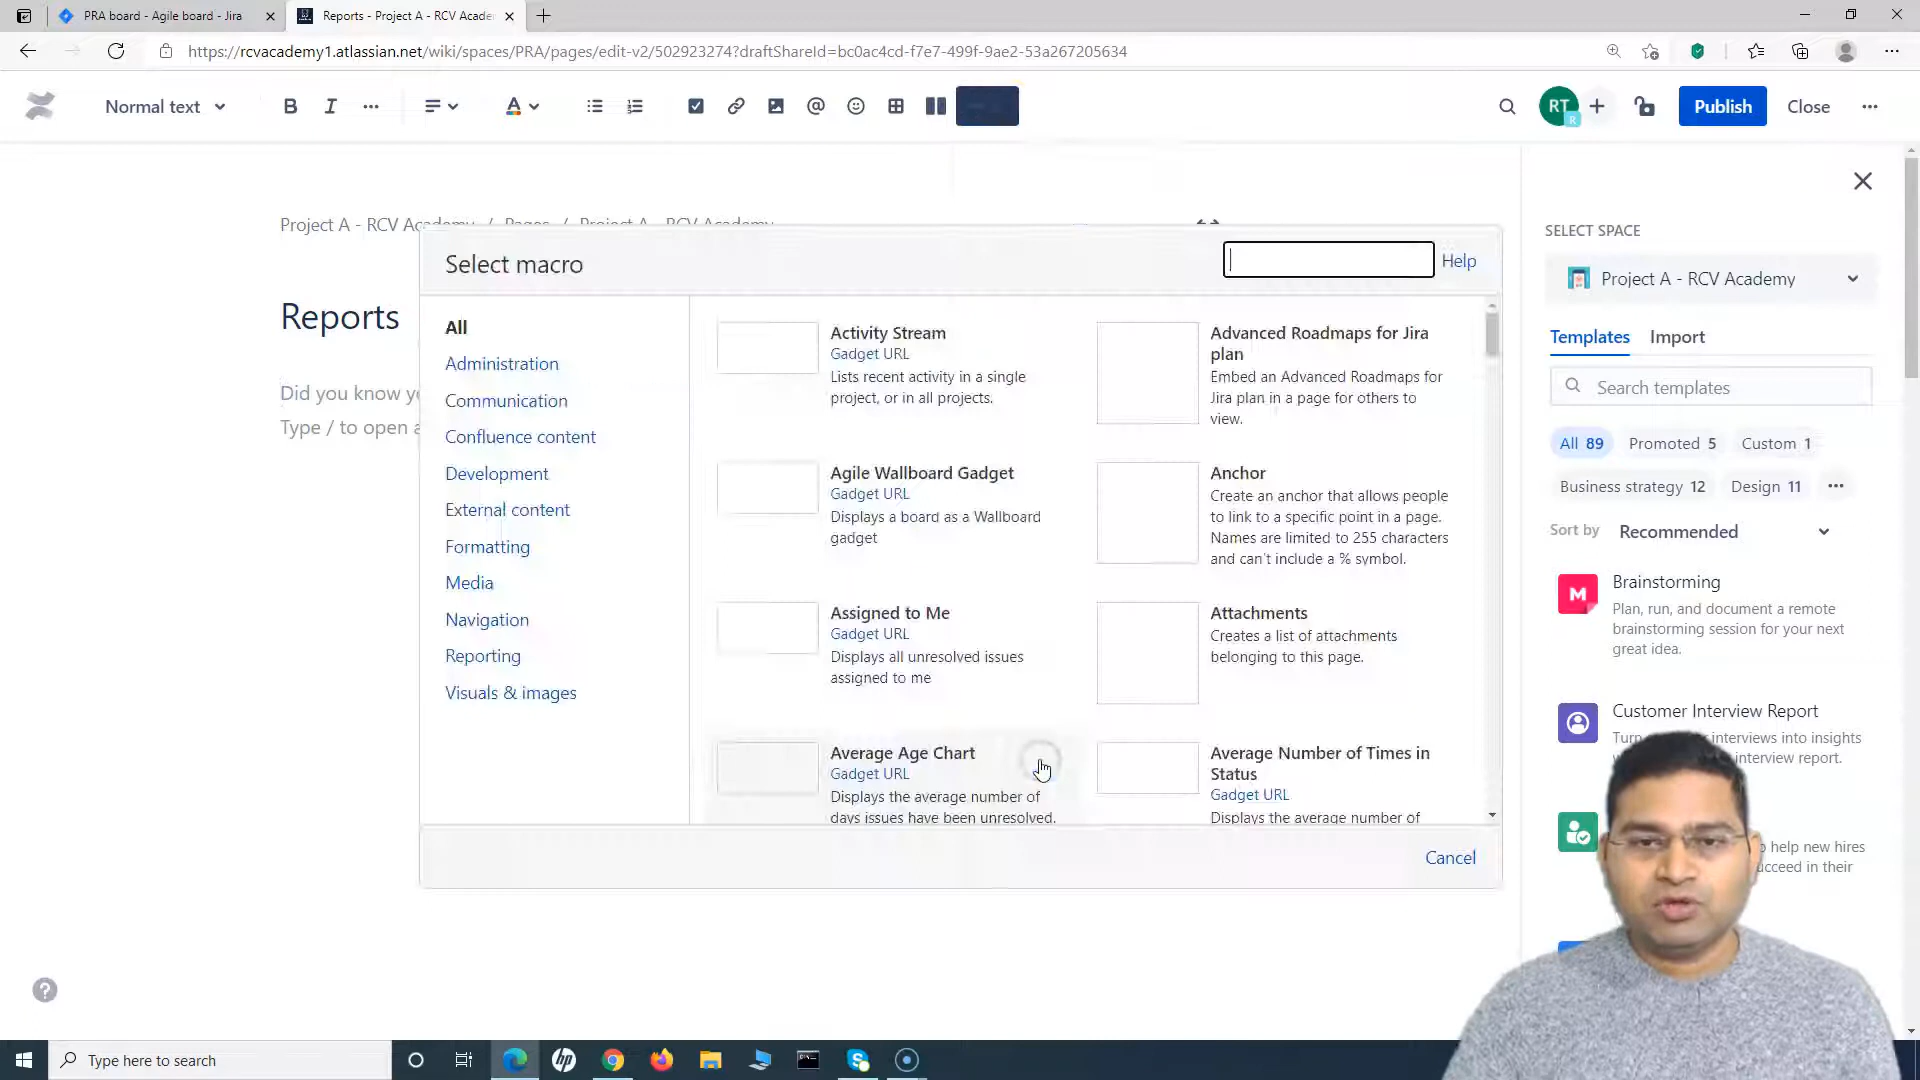 PRA board - Agile board - Jira
Reports - Project A - RCV Acade
https://rcvacademy1.atlassian.net/wiki/spaces/PRA/pages/edit-v2/502923274?draftShareId=bc0ac4cd-f7e7-499f-9ae2-53a267205634
Normal text
B
I
A
RT
R
Publish
Close
Project A - RCV Academy / Pages / Project A - RCV Academy
Reports
Did you know y
Type / to open a
Select macro
Help
All
Administration
Communication
Confluence content
Development
External content
Formatting
Media
Navigation
Reporting
Visuals & images
Activity Stream
Gadget URL
Lists recent activity in a single
project, or in all projects.
Advanced Roadmaps for Jira
plan
Embed an Advanced Roadmaps for
Jira plan in a page for others to
view.
Agile Wallboard Gadget
Gadget URL
Displays a board as a Wallboard
gadget
Anchor
Create an anchor that allows people
to link to a specific point in a page.
Names are limited to 255 characters
and can't include a % symbol.
Assigned to Me
Gadget URL
Displays all unresolved issues
assigned to me
Attachments
Creates a list of attachments
belonging to this page.
Average Age Chart
Gadget URL
Displays the average number of
days issues have been unresolved.
Average Number of Times in
Status
Gadget URL
Displays the average number of
Cancel
SELECT SPACE
Project A - RCV Academy
Templates
Import
Search templates
All 89
Promoted 5
Custom 1
Business strategy 12
Design 11
Sort by
Recommended
M
Brainstorming
Plan, run, and document a remote
brainstorming session for your next
great idea.
Customer Interview Report
Turn interviews into insights
interview report.
help new hires
succeed in their
Type here to search
hp